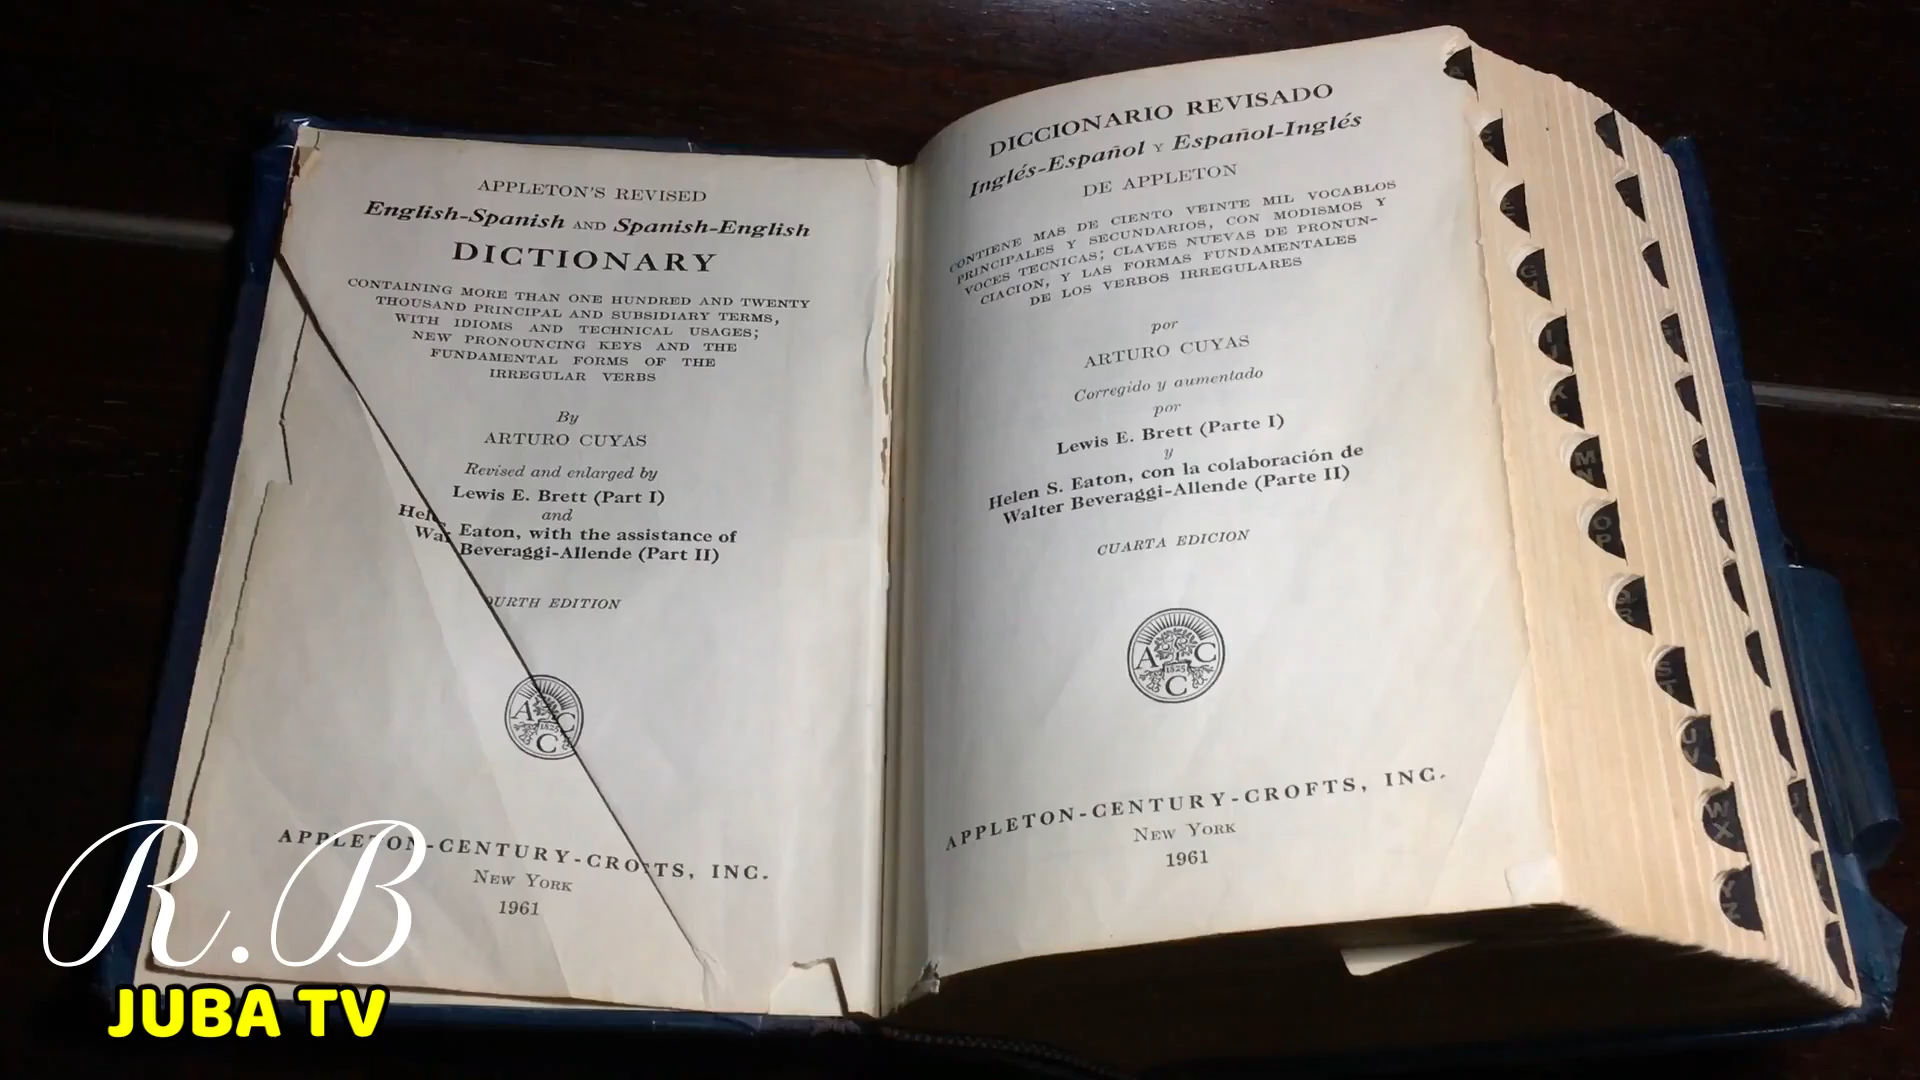 APPLETON'S REVISED
English-Spanish AND Spanish-English
DICTIONARY
CONTAINING MORE THAN ONE HUNDRED AND TWENTY
THOUSAND PRINCIPAL AND SUBSIDIARY TERMS,
WITH IDIOMS AND TECHNICAL USAGES;
NEW PRONOUNCING KEYS AND THE
FUNDAMENTAL FORMS OF THE
IRREGULAR VERBS
By
ARTURO CUYAS
Revised and enlarged by
Lewis E. Brett (Part I)
and
Eaton, with the assistance of
Beveraggi-Allende (Part II)
EDITION
A C C
1825
APPLETON-CENTURY-CROFTS, INC.
NEW YORK
1961
DICCIONARIO REVISADO
Inglés-Español Y Español-Inglés
DE APPLETON
CONTIENE MAS DE CIENTO VEINTE MIL VOCABLOS
PRINCIPALES Y SECUNDARIOS, CON MODISMOS Y
VOCES TECNICAS; CLAVES NUEVAS DE PRONUN-
CIACION, Y LAS FORMAS FUNDAMENTALES
DE LOS VERBOS IRREGULARES
por
ARTURO CUYAS
Corregido y aumentado
por
Lewis E. Brett (Parte I)
y
Helen S. Eaton, con la colaboración de
Walter Beveraggi-Allende (Parte II)
CUARTA EDICION
A C C
1825
APPLETON-CENTURY-CROFTS, INC.
NEW YORK
1961
A
C
G H
M N
O P
Q R
S T
U V
W X
Y Z
R.B
JUBA TV